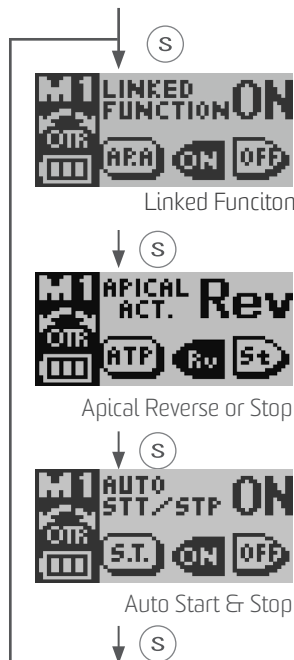 S
M1 LINKED FUNCTION ON
OTR AP.A ON OFF
Linked Funciton
S
M1 APICAL ACT. Rev
OTR ATP Rv St
Apical Reverse or Stop
S
M1 AUTO STT/STP ON
OTR S.T. ON OFF
Auto Start & Stop
S